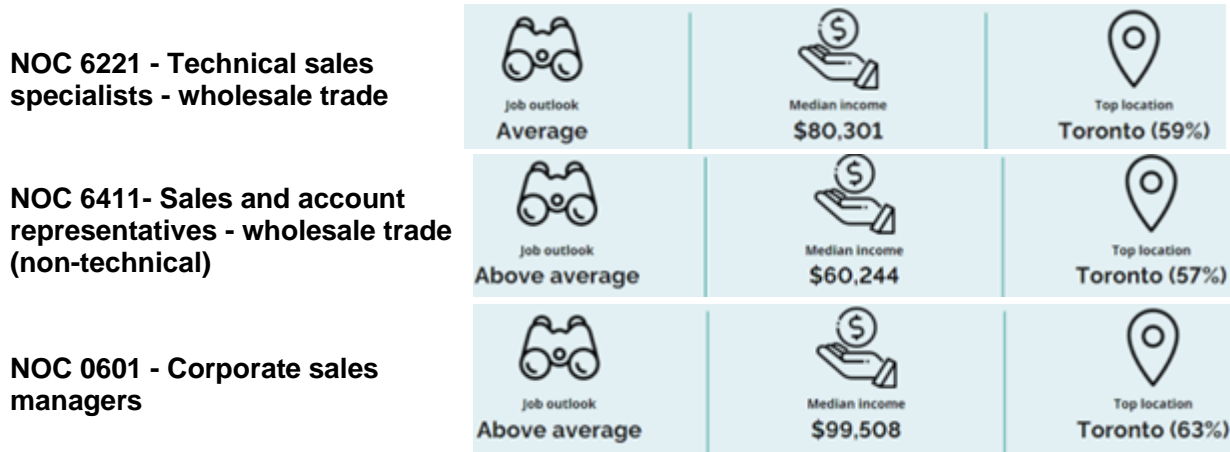 NOC 6221 - Technical sales
specialists - wholesale trade
Job outlook
Average
Median income
$80,301
Top location
Toronto (59%)
NOC 6411- Sales and account
representatives - wholesale trade
(non-technical)
Job outlook
Above average
Median income
$60,244
Top location
Toronto (57%)
NOC 0601 - Corporate sales
managers
Job outlook
Above average
Median income
$99,508
Top location
Toronto (63%)